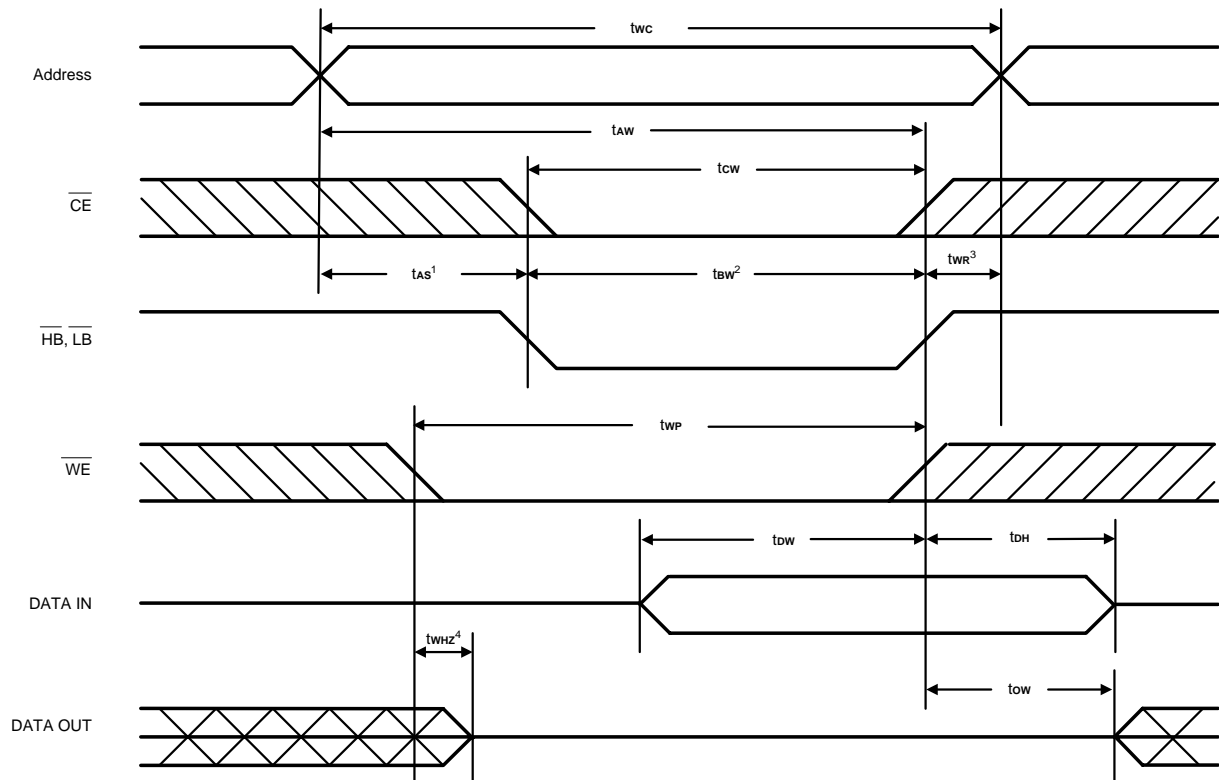 twc
Address
tAW
tcw
CE
tAS1
tBW2
tWR3
HB, LB
tWP
WE
tDW
tDH
DATA IN
tWHZ4
tow
DATA OUT